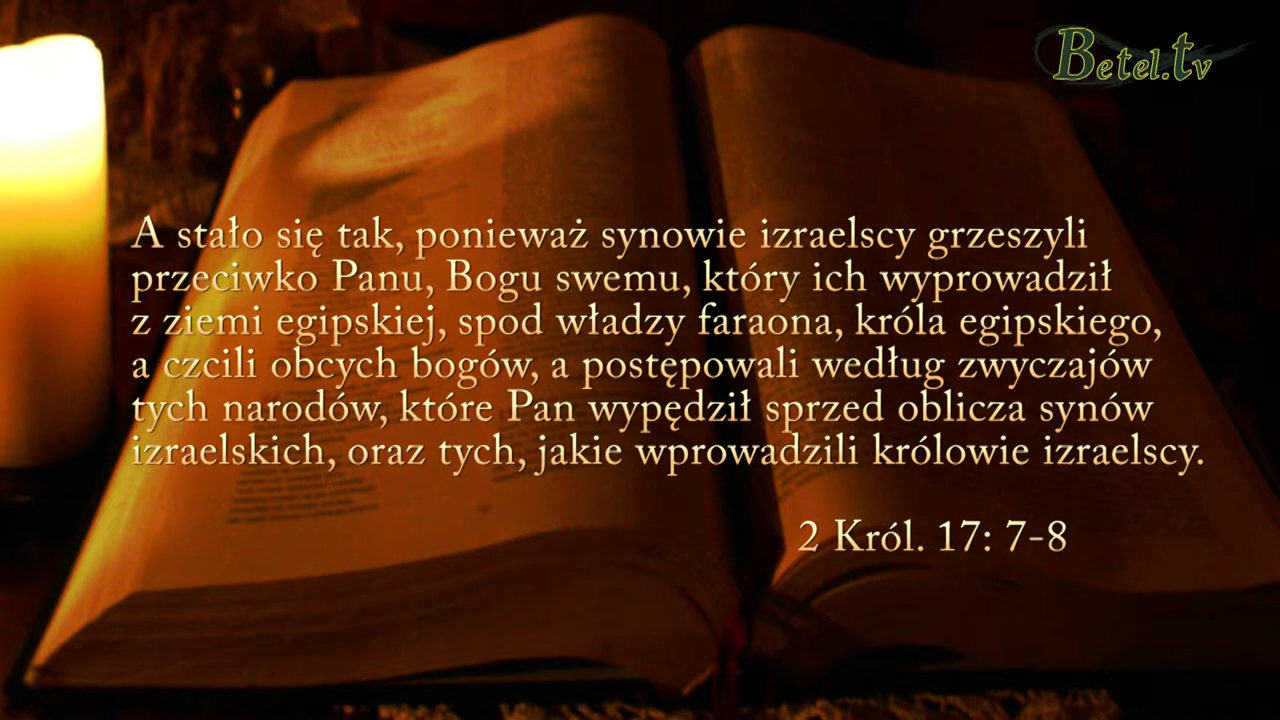 Betel.tv
A stało się tak, ponieważ synowie izraelscy grzeszyli
przeciwko Panu, Bogu swemu, który ich wyprowadził
z ziemi egipskiej, spod władzy faraona, króla egipskiego,
a czcili obcych bogów, a postępowali według zwyczajów
tych narodów, które Pan wypędził sprzed oblicza synów
izraelskich, oraz tych, jakie wprowadzili królowie izraelscy.
2 Król. 17: 7-8